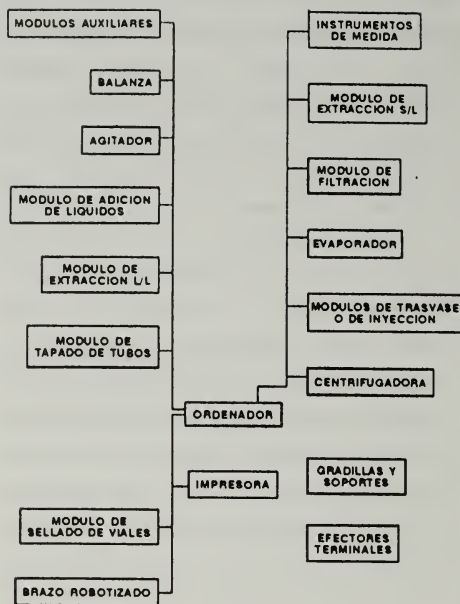 MODULOS AUXILIARES
BALANZA
AGITADOR
MODULO DE ADICION
DE LIQUIDOS
MODULO DE
EXTRACCION L/L
MODULO DE
TAPADO DE TUBOS
ORDENADOR
IMPRESORA
MODULO DE
SELLADO DE VIALES
BRAZO ROBOTIZADO
INSTRUMENTOS
DE MEDIDA
MODULO DE
EXTRACCION S/L
MODULO DE
FILTRACION
EVAPORADOR
MODULOS DE TRASVASE
O DE INYECCION
CENTRIFUGADORA
GRADILLAS Y
SOPORTES
EFECTORES
TERMINALES